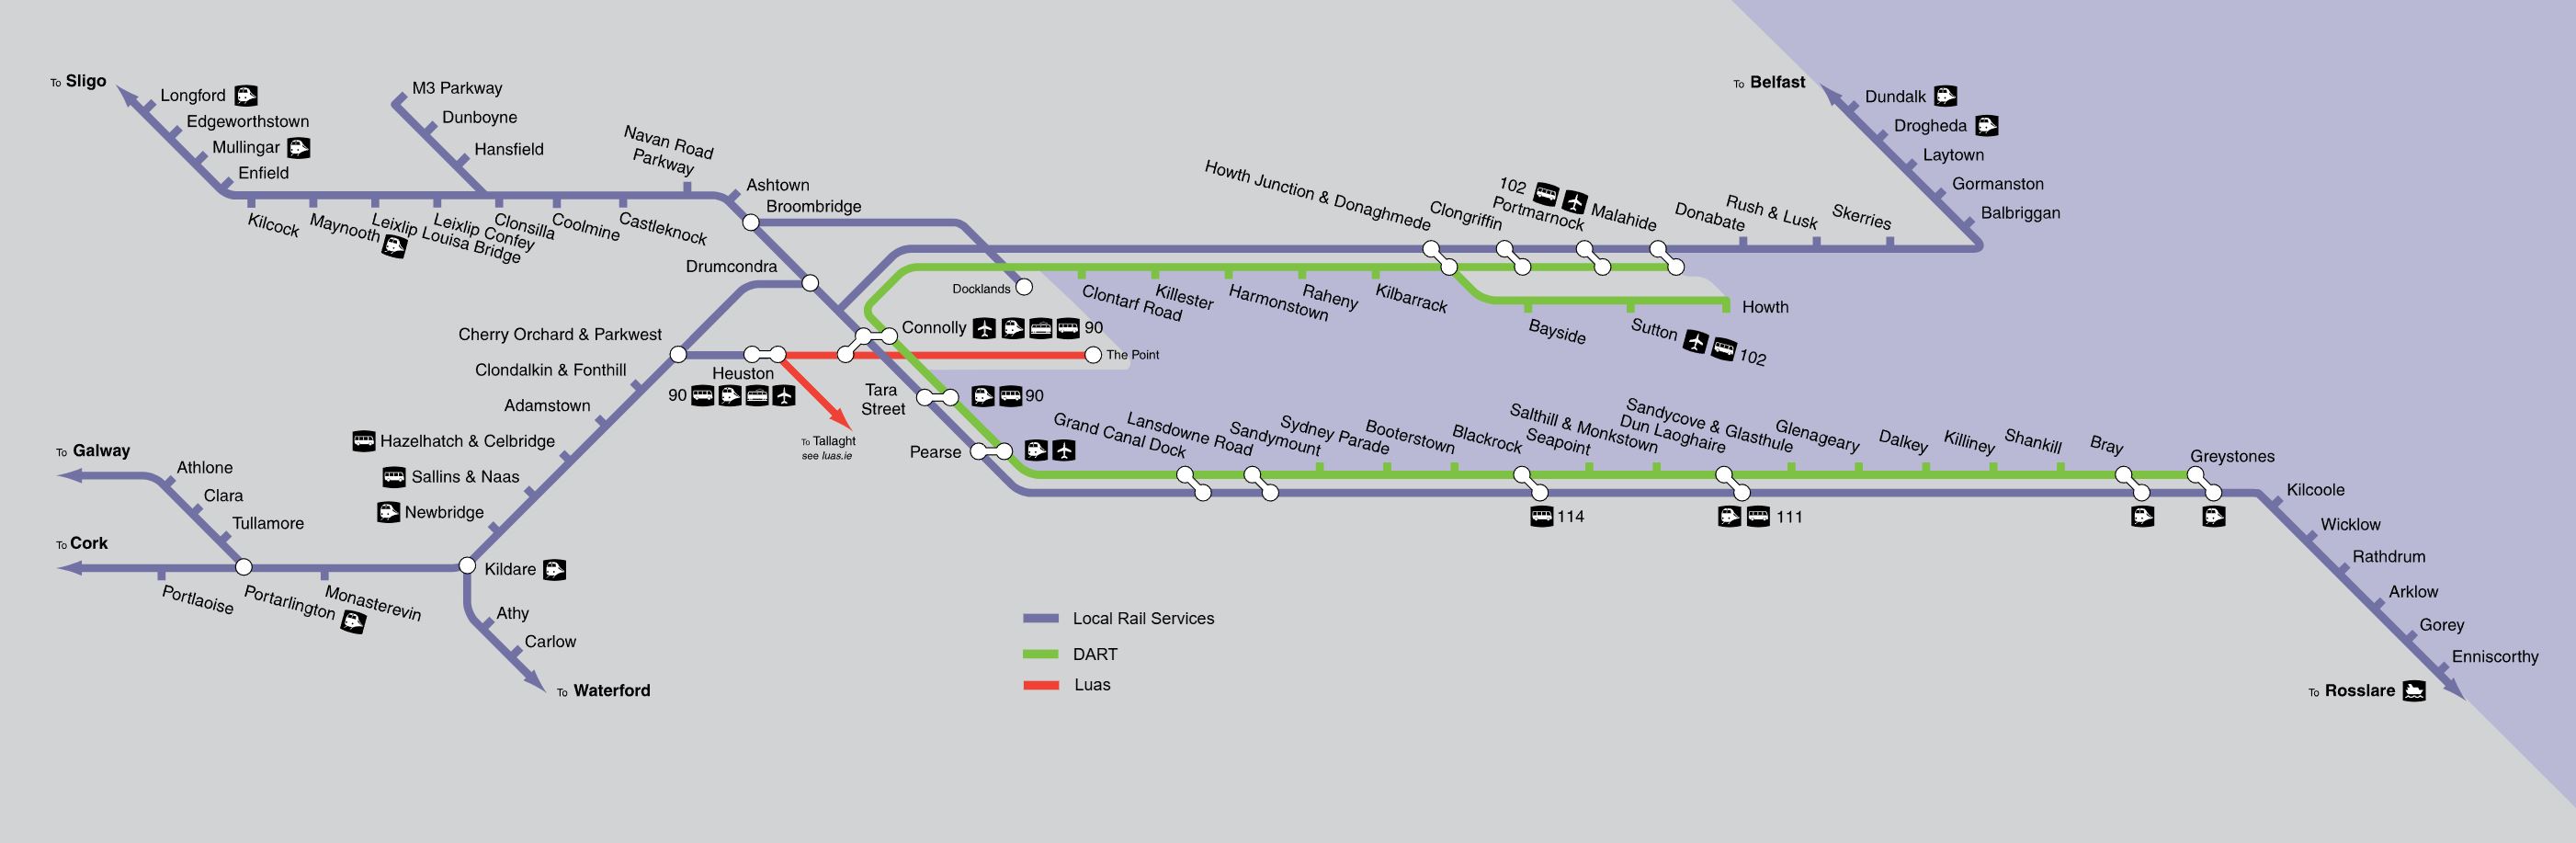 To Sligo
Longford
Edgeworthstown
Mullingar
Enfield
M3 Parkway
Dunboyne
Hansfield
Navan Road
Parkway
Ashtown
Broombridge
Kilcock
Maynooth
Leixlip Louisa Bridge
Leixlip Confey
Clonsilla
Coolmine
Castleknock
Drumcondra
Docklands
Connolly
90
The Point
Cherry Orchard & Parkwest
Clondalkin & Fonthill
Adamstown
Hazelhatch & Celbridge
Sallins & Naas
Newbridge
Heuston
90
To Tallaght
see luas.ie
Tara
Street
90
Pearse
To Galway
Athlone
Clara
Tullamore
To Cork
Portlaoise
Portarlington
Monasterevin
Kildare
Athy
Carlow
To Waterford
To Belfast
Dundalk
Drogheda
Laytown
Gormanston
Balbriggan
Howth Junction & Donaghmede
Clongriffin
102
Portmarnock
Malahide
Donabate
Rush & Lusk
Skerries
Clontarf Road
Killester
Harmonstown
Raheny
Kilbarrack
Howth
Bayside
Sutton
102
Grand Canal Dock
Lansdowne Road
Sandymount
Sydney Parade
Booterstown
Blackrock
Seapoint
Salthill & Monkstown
Dun Laoghaire
Sandycove & Glasthule
Glenageary
Dalkey
Killiney
Shankill
Bray
Greystones
114
111
Kilcoole
Wicklow
Rathdrum
Arklow
Gorey
Enniscorthy
To Rosslare
Local Rail Services
DART
Luas